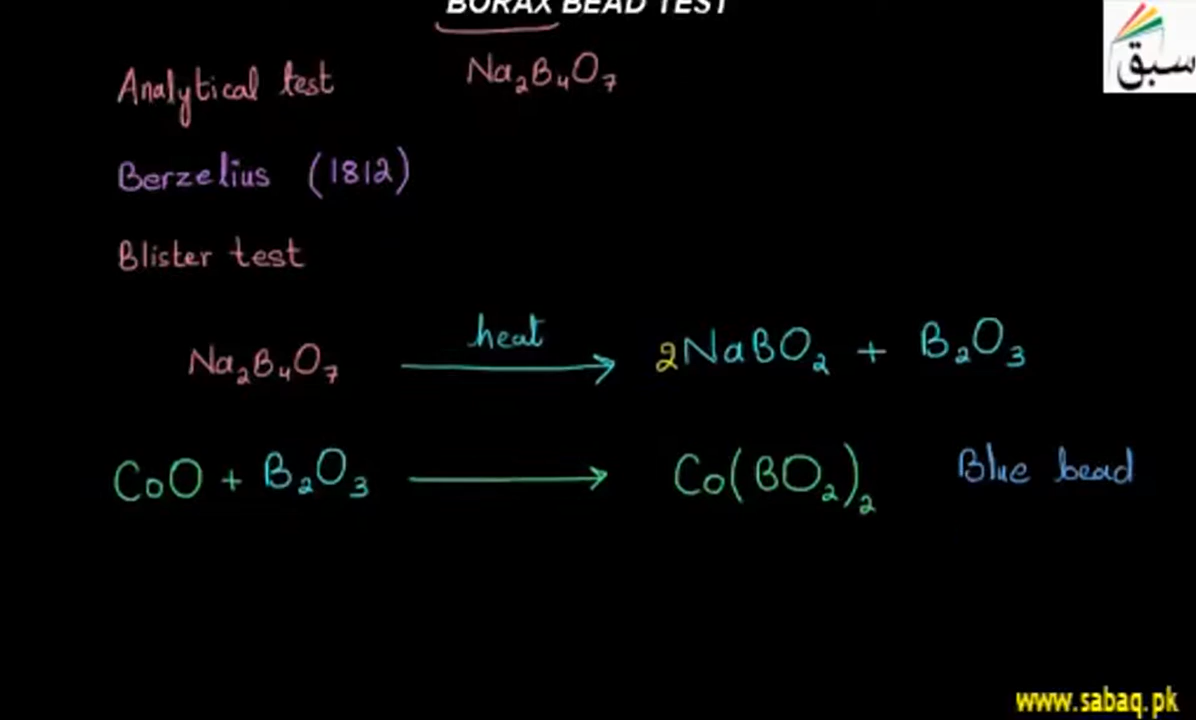 BORAX BEAD TEST
سبق
Analytical test Na₂B₄O₇
Berzelius (1812)
Blister test
Na₂B₄O₇ heat → 2NaBO₂ + B₂O₃
CoO + B₂O₃ → Co(BO₂)₂ Blue bead
www.sabaq.pk